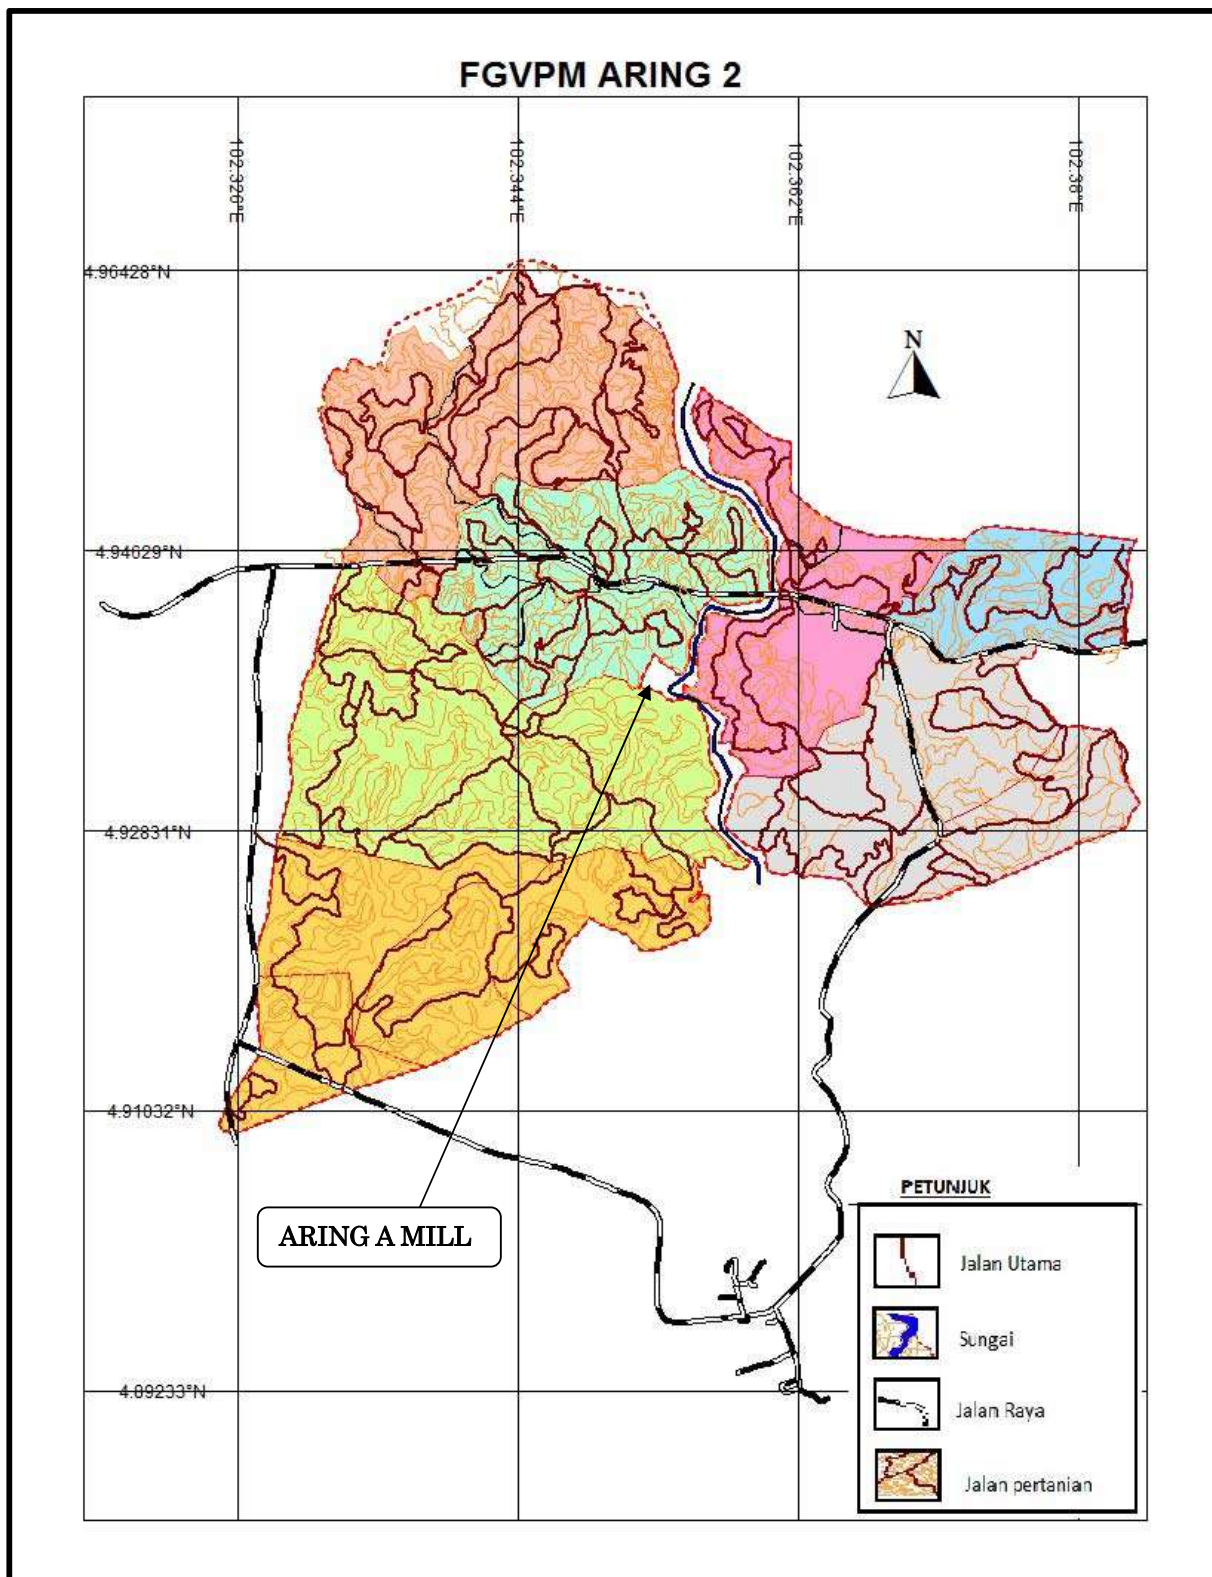 FGVPM ARING 2
102.326°E
102.344°E
102.362°E
102.38°E
4.96428°N
N
4.94629°N
4.92831°N
4.91032°N
ARING A MILL
4.89233°N
PETUNJUK
Jalan Utama
Sungai
Jalan Raya
Jalan pertanian